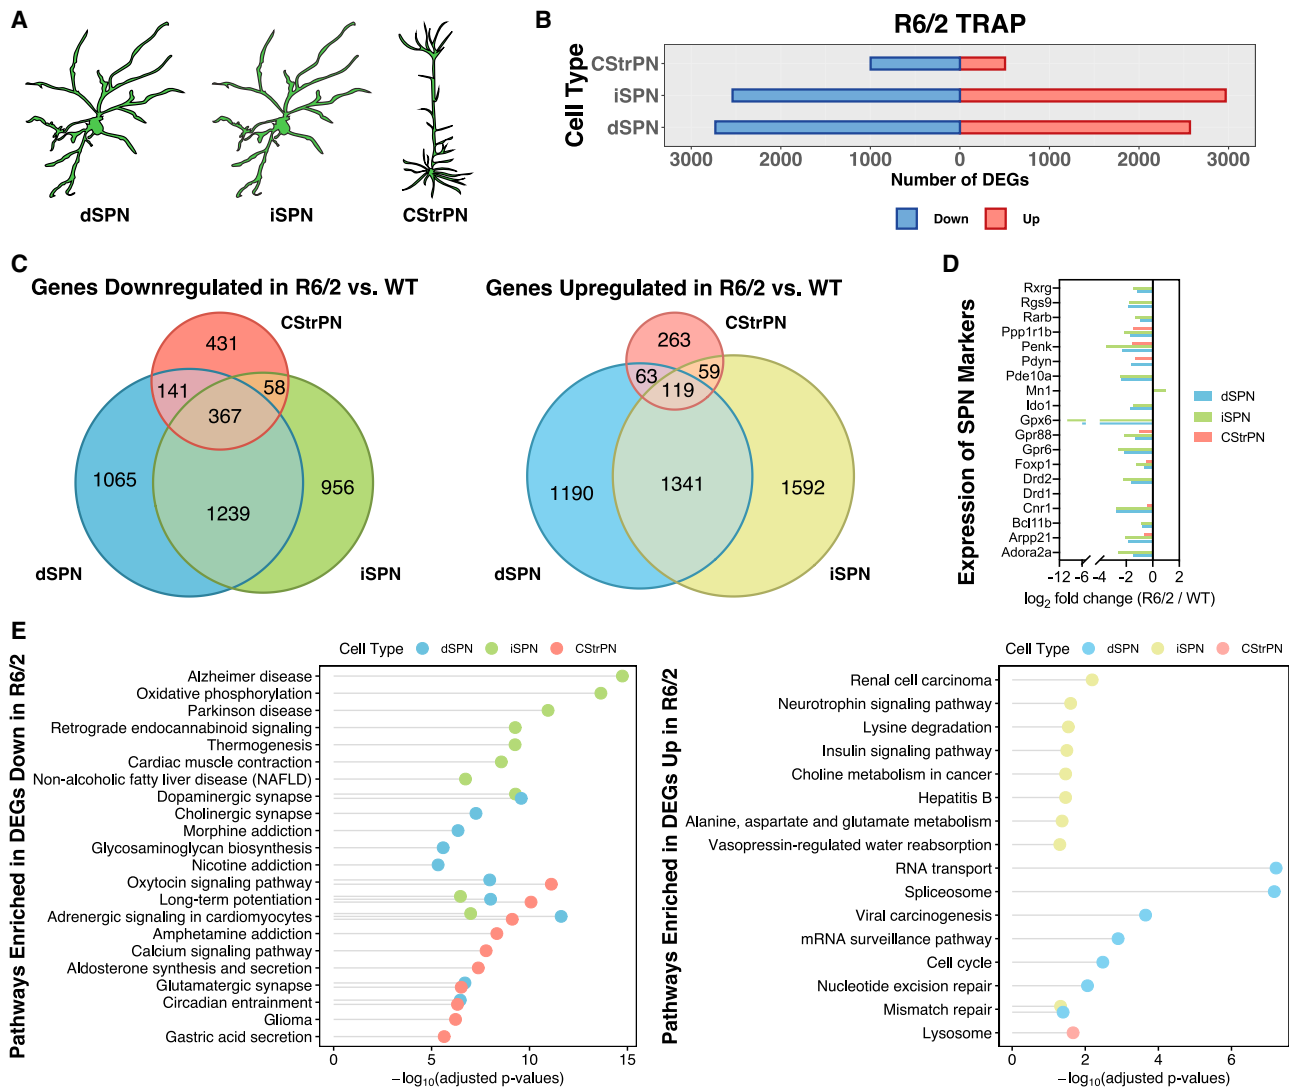 A
dSPN
iSPN
CStrPN
B
R6/2 TRAP
Cell Type
CStrPN
iSPN
dSPN
3000 2000 1000 0 1000 2000 3000
Number of DEGs
Down Up
C
Genes Downregulated in R6/2 vs. WT
CStrPN
431
141
58
367
1065
956
1239
dSPN
iSPN
Genes Upregulated in R6/2 vs. WT
CStrPN
263
63
59
119
1190
1341
1592
dSPN
iSPN
D
Expression of SPN Markers
Rxrg
Rgs9
Rarb
Ppp1r1b
Penk
Pdyn
Pde10a
Mn1
Ido1
Gpx6
Gpr88
Gpr6
Foxp1
Drd2
Drd1
Cnr1
Bcl11b
Arpp21
Adora2a
-12 -6 -4 -2 0 2
log2 fold change (R6/2 / WT)
dSPN
iSPN
CStrPN
E
Pathways Enriched in DEGs Down in R6/2
Cell Type dSPN iSPN CStrPN
Alzheimer disease
Oxidative phosphorylation
Parkinson disease
Retrograde endocannabinoid signaling
Thermogenesis
Cardiac muscle contraction
Non-alcoholic fatty liver disease (NAFLD)
Dopaminergic synapse
Cholinergic synapse
Morphine addiction
Glycosaminoglycan biosynthesis
Nicotine addiction
Oxytocin signaling pathway
Long-term potentiation
Adrenergic signaling in cardiomyocytes
Amphetamine addiction
Calcium signaling pathway
Aldosterone synthesis and secretion
Glutamatergic synapse
Circadian entrainment
Glioma
Gastric acid secretion
0 5 10 15
−log10(adjusted p-values)
Pathways Enriched in DEGs Up in R6/2
Cell Type dSPN iSPN CStrPN
Renal cell carcinoma
Neurotrophin signaling pathway
Lysine degradation
Insulin signaling pathway
Choline metabolism in cancer
Hepatitis B
Alanine, aspartate and glutamate metabolism
Vasopressin-regulated water reabsorption
RNA transport
Spliceosome
Viral carcinogenesis
mRNA surveillance pathway
Cell cycle
Nucleotide excision repair
Mismatch repair
Lysosome
0 2 4 6
−log10(adjusted p-values)